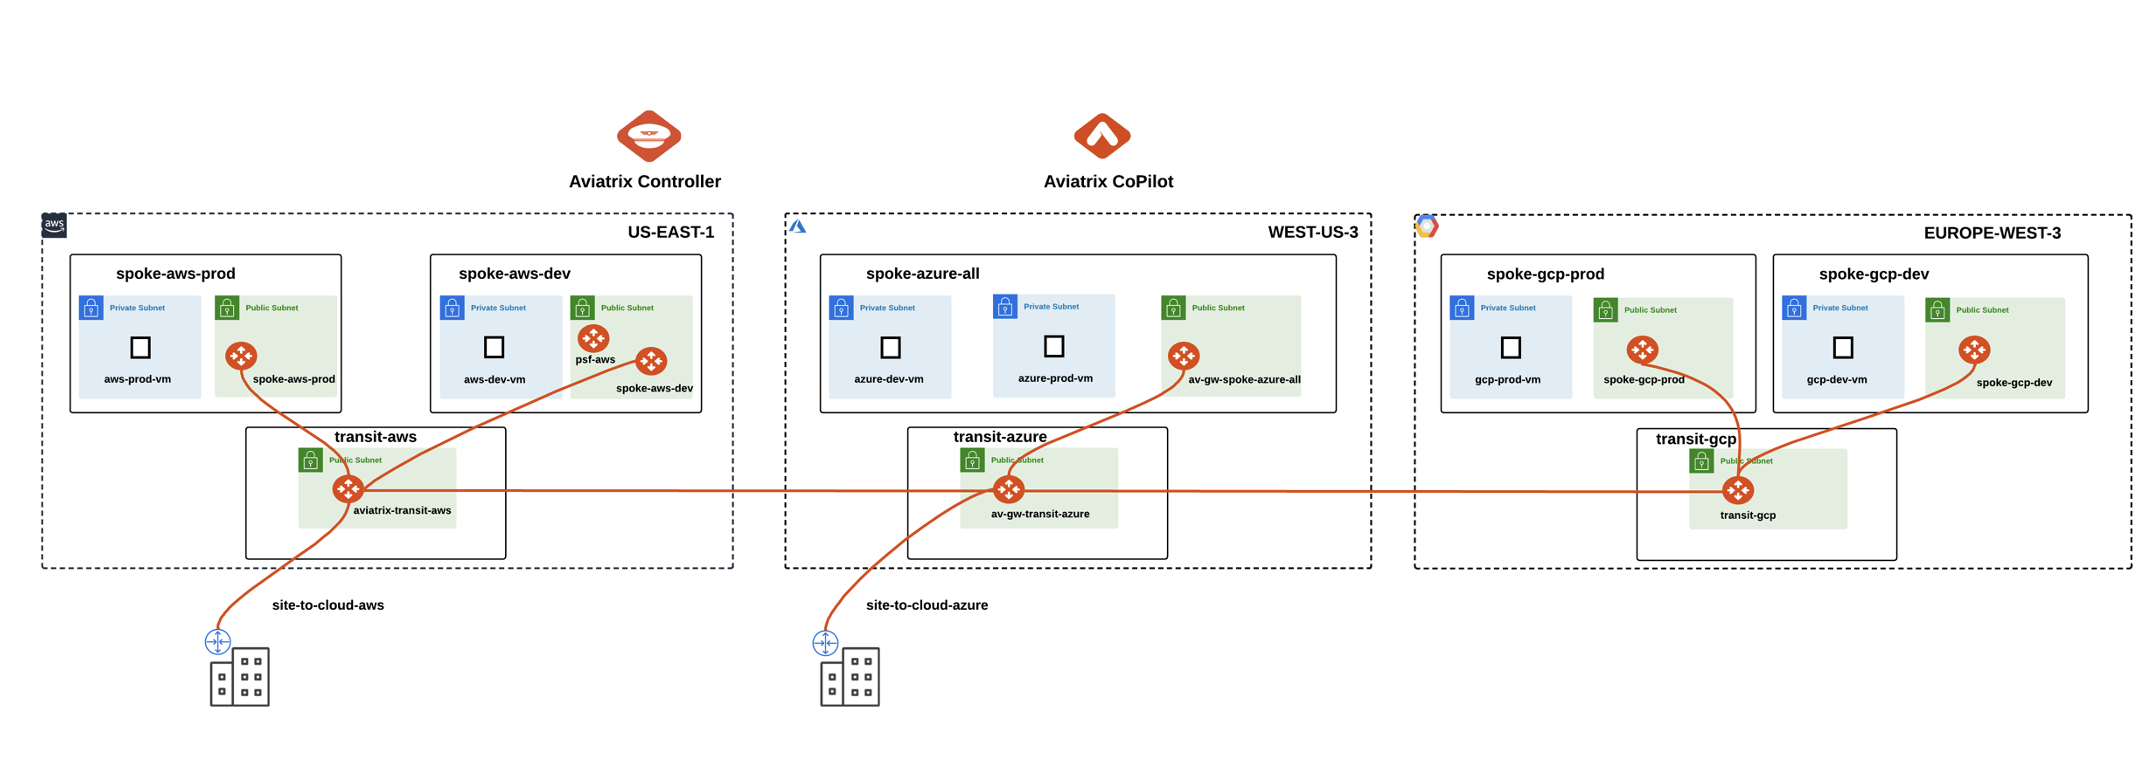 Aviatrix Controller
Aviatrix CoPilot
aws
US-EAST-1
spoke-aws-prod
Private Subnet
aws-prod-vm
Public Subnet
spoke-aws-prod
spoke-aws-dev
Private Subnet
aws-dev-vm
Public Subnet
psf-aws
spoke-aws-dev
transit-aws
Public Subnet
aviatrix-transit-aws
site-to-cloud-aws
WEST-US-3
spoke-azure-all
Private Subnet
azure-dev-vm
Private Subnet
azure-prod-vm
Public Subnet
av-gw-spoke-azure-all
transit-azure
Public Subnet
av-gw-transit-azure
site-to-cloud-azure
EUROPE-WEST-3
spoke-gcp-prod
Private Subnet
gcp-prod-vm
Public Subnet
spoke-gcp-prod
spoke-gcp-dev
Private Subnet
gcp-dev-vm
Public Subnet
spoke-gcp-dev
transit-gcp
Public Subnet
transit-gcp